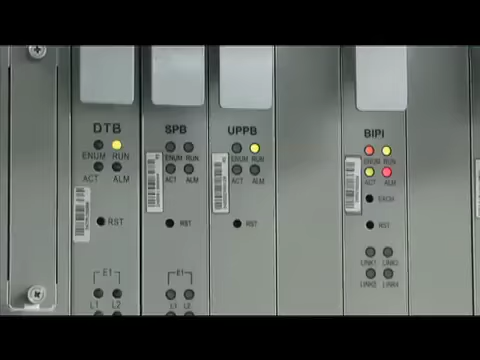 DTB
ENUM RUN
ACT ALM
RST
E1
L1 L2
SPB
ENUM RUN
ACT ALM
RST
E1
L1 L2
UPPB
ENUM RUN
ACT ALM
RST
BIPI
ENUM RUN
ACT ALM
RST
LINK1 LINK3
LINK2 LINK4